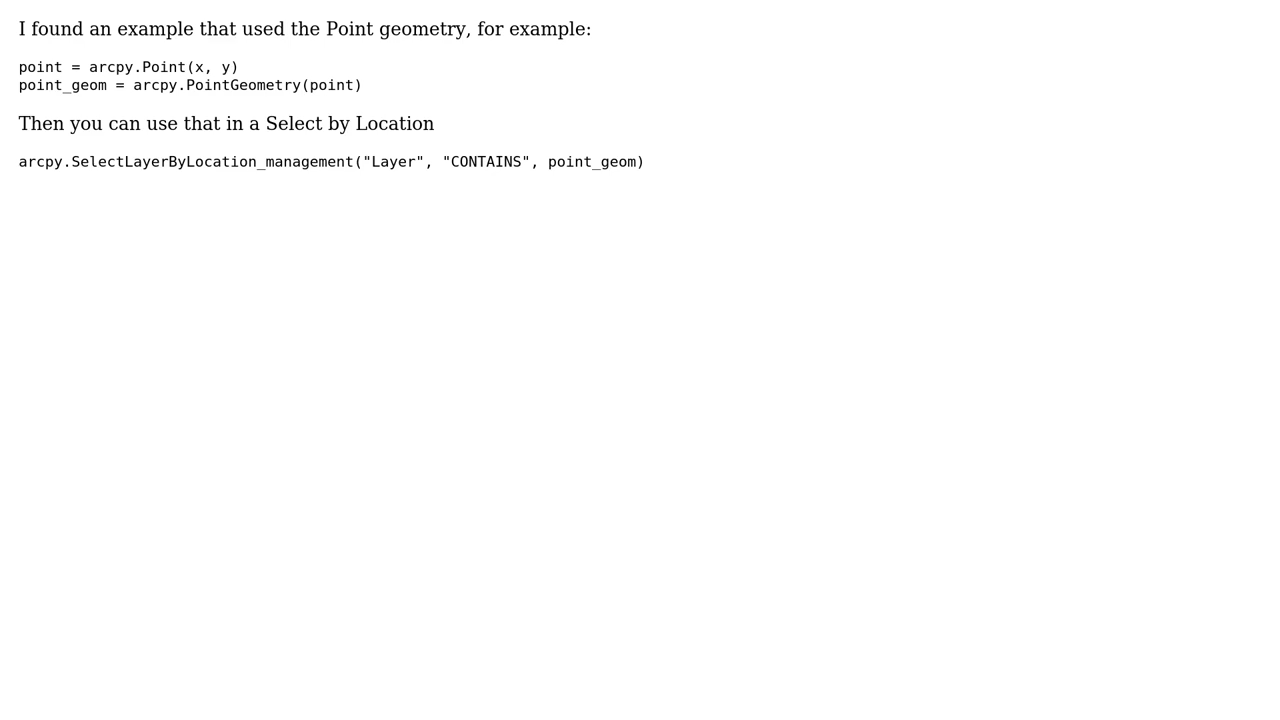 I found an example that used the Point geometry, for example:
point = arcpy.Point(x, y)
point_geom = arcpy.PointGeometry(point)
Then you can use that in a Select by Location
arcpy.SelectLayerByLocation_management("Layer", "CONTAINS", point_geom)